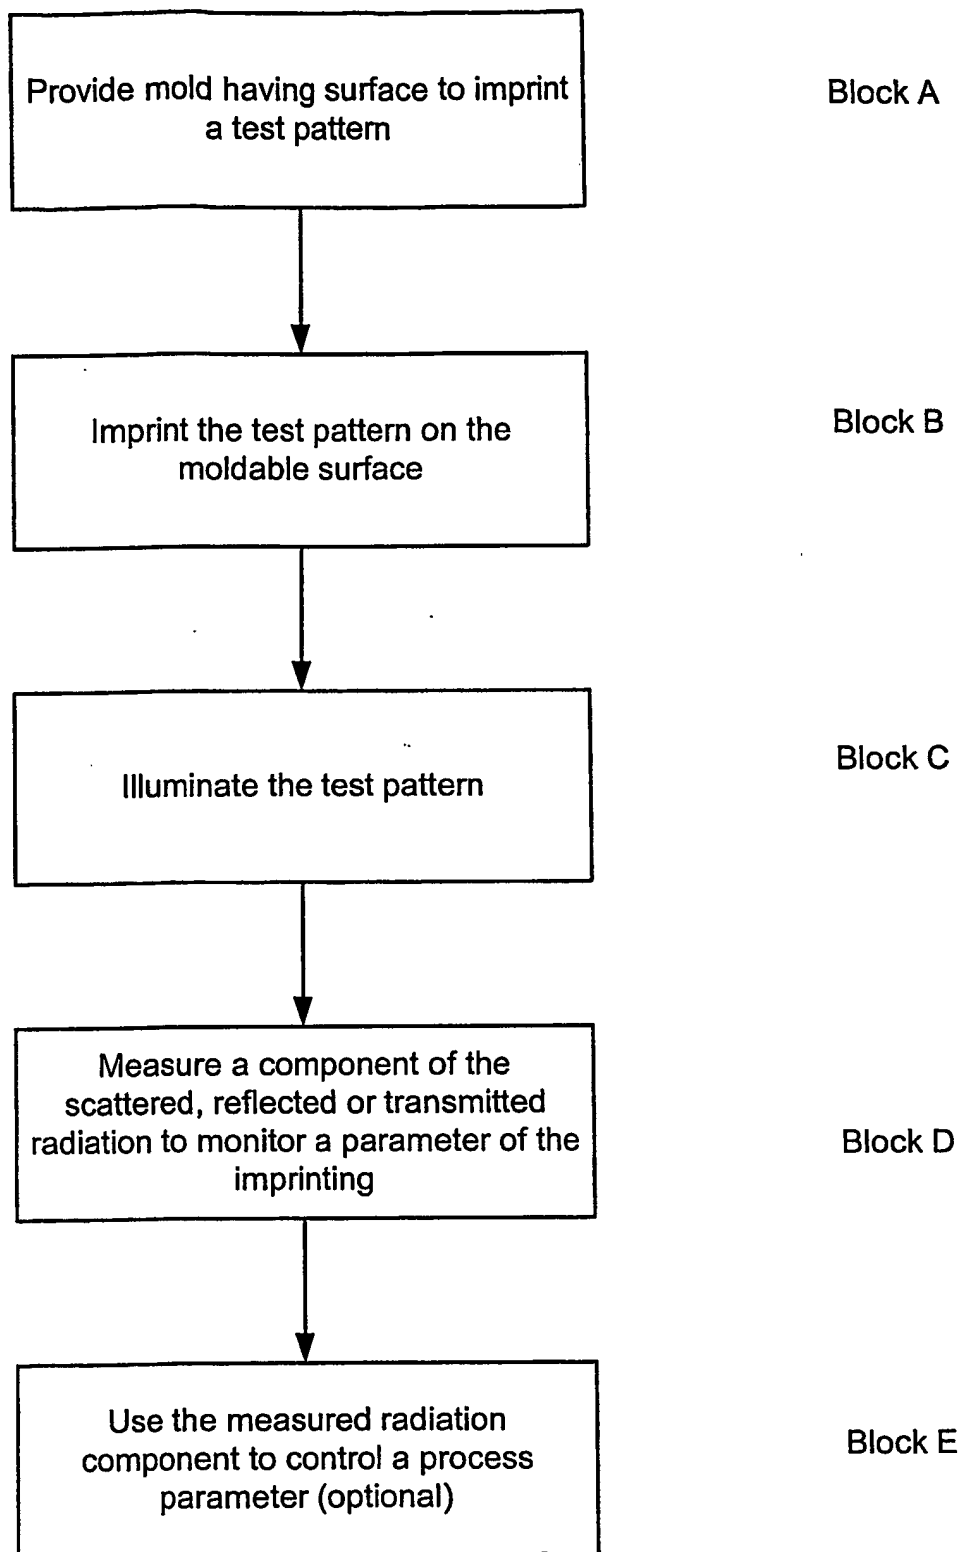 Provide mold having surface to imprint
a test pattern
Block A
Imprint the test pattern on the
moldable surface
Block B
Illuminate the test pattern
Block C
Measure a component of the
scattered, reflected or transmitted
radiation to monitor a parameter of the
imprinting
Block D
Use the measured radiation
component to control a process
parameter (optional)
Block E